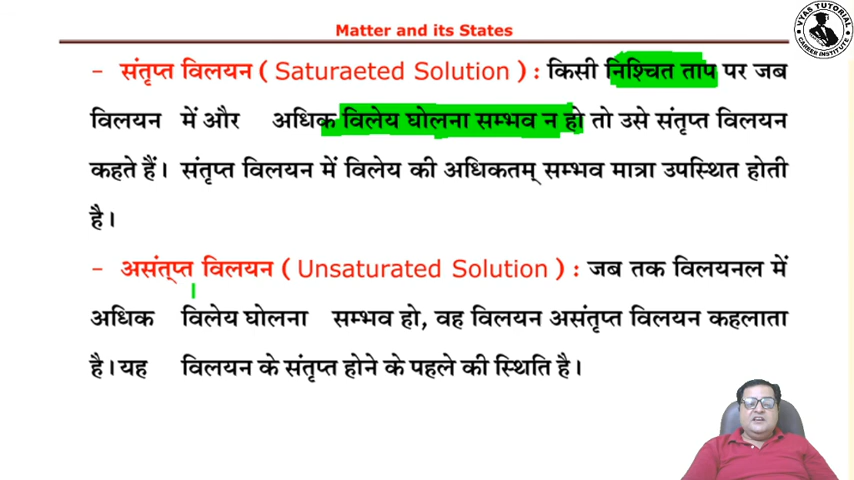 Matter and its States
VYAS TUTORIAL
CAREER INSTITUTE
- संतृप्त विलयन ( Saturaeted Solution ) : किसी निश्चित ताप पर जब
विलयन में और अधिक विलेय घोलना सम्भव न हो तो उसे संतृप्त विलयन
कहते हैं। संतृप्त विलयन में विलेय की अधिकतम् सम्भव मात्रा उपस्थित होती
है।
- असंत्प्त विलयन ( Unsaturated Solution ) : जब तक विलयनल में
अधिक विलेय घोलना सम्भव हो, वह विलयन असंतृप्त विलयन कहलाता
है। यह विलयन के संतृप्त होने के पहले की स्थिति है।